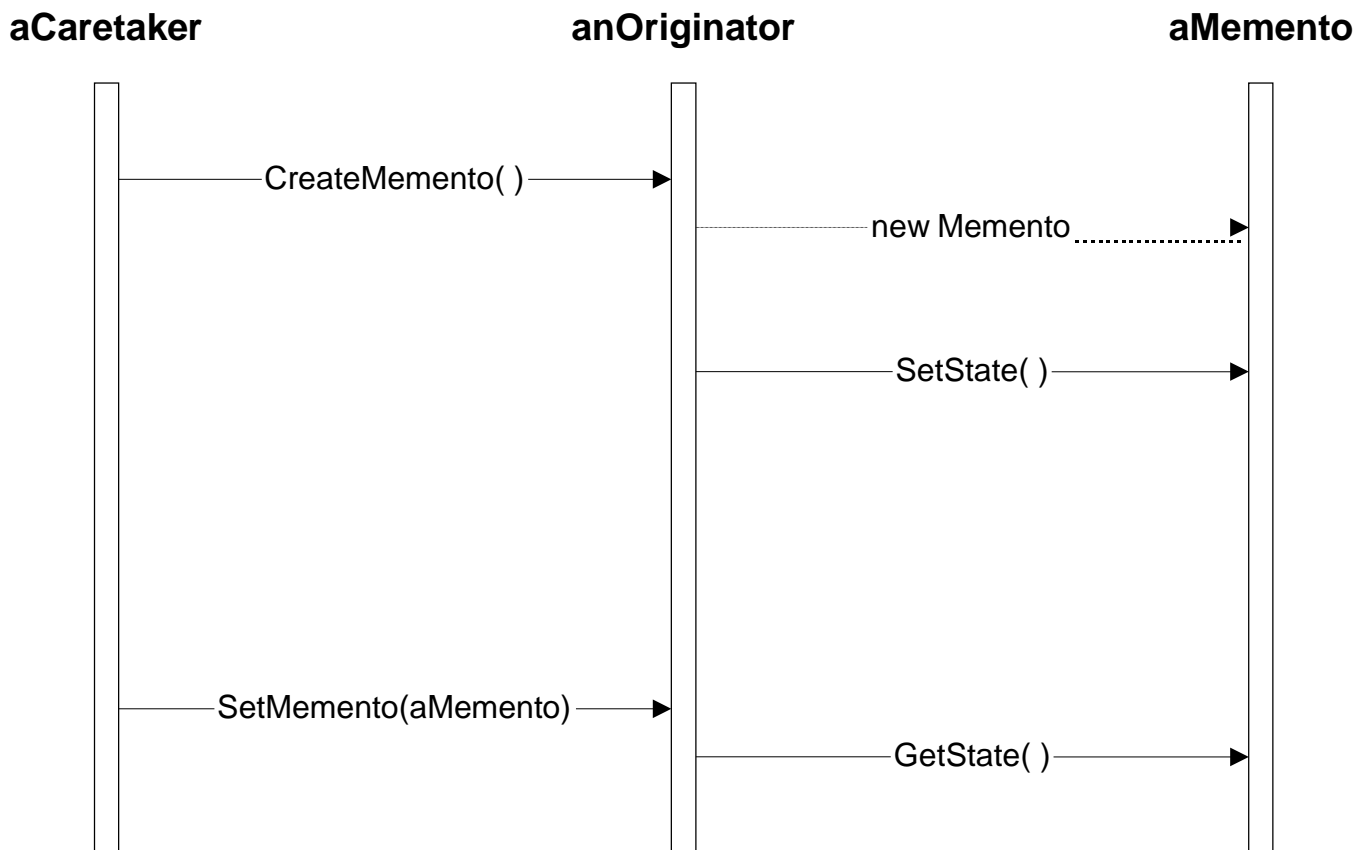 aCaretaker anOriginator aMemento
CreateMemento( )
new Memento
SetState( )
SetMemento(aMemento)
GetState( )